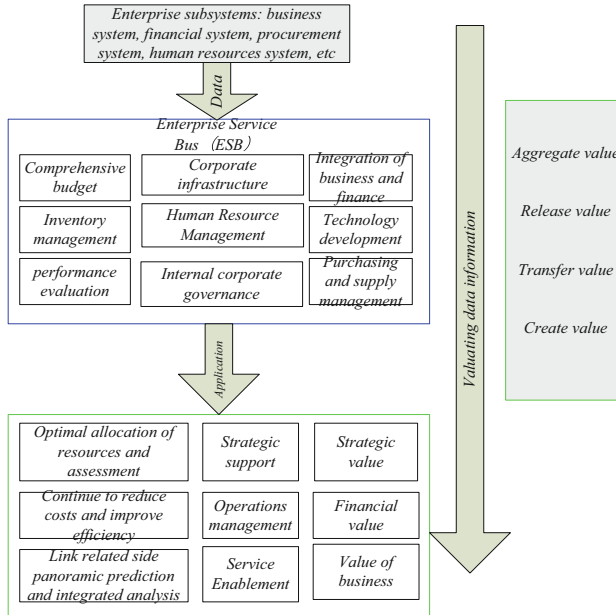 Enterprise subsystems: business
system, financial system, procurement
system, human resources system, etc
Data
Enterprise Service
Bus（ESB）
Comprehensive
budget
Corporate
infrastructure
Integration of
business and
finance
Inventory
management
Human Resource
Management
Technology
development
performance
evaluation
Internal corporate
governance
Purchasing
and supply
management
Application
Optimal allocation of
resources and
assessment
Strategic
support
Strategic
value
Continue to reduce
costs and improve
efficiency
Operations
management
Financial
value
Link related side
panoramic prediction
and integrated analysis
Service
Enablement
Value of
business
Valuating data information
Aggregate value
Release value
Transfer value
Create value